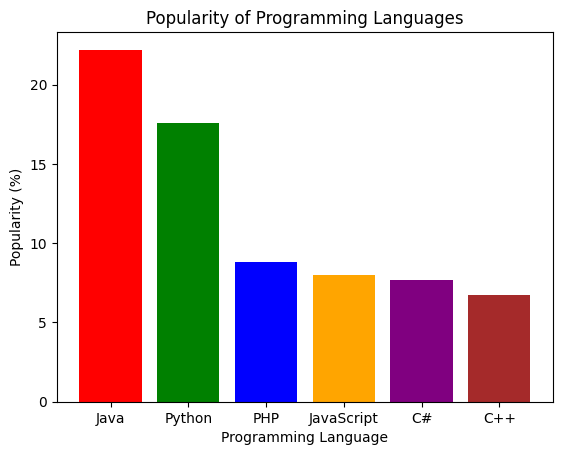 Popularity of Programming Languages
Popularity (%)
20
15
10
5
0
Java Python PHP JavaScript C# C++
Programming Language